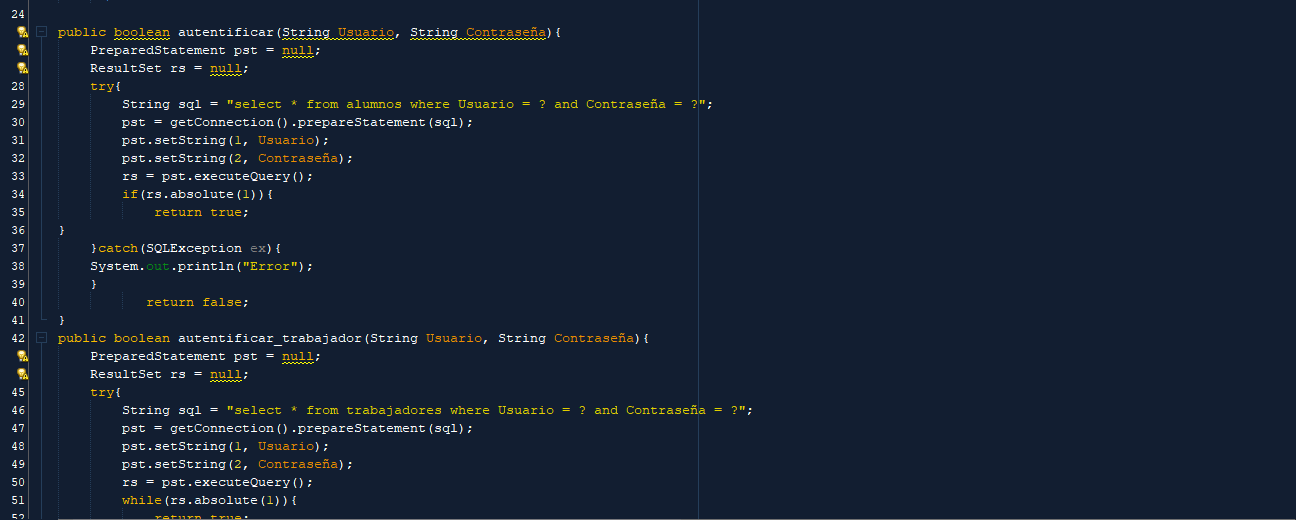 24
public boolean autentificar(String Usuario, String Contraseña){
PreparedStatement pst = null;
ResultSet rs = null;
28 try{
29 String sql = "select * from alumnos where Usuario = ? and Contraseña = ?";
30 pst = getConnection().prepareStatement(sql);
31 pst.setString(1, Usuario);
32 pst.setString(2, Contraseña);
33 rs = pst.executeQuery();
34 if(rs.absolute(1)){
35 return true;
36 }
37 }catch(SQLException ex){
38 System.out.println("Error");
39 }
40 return false;
41 }
42 public boolean autentificar_trabajador(String Usuario, String Contraseña){
PreparedStatement pst = null;
ResultSet rs = null;
45 try{
46 String sql = "select * from trabajadores where Usuario = ? and Contraseña = ?";
47 pst = getConnection().prepareStatement(sql);
48 pst.setString(1, Usuario);
49 pst.setString(2, Contraseña);
50 rs = pst.executeQuery();
51 while(rs.absolute(1)){
52 return true;